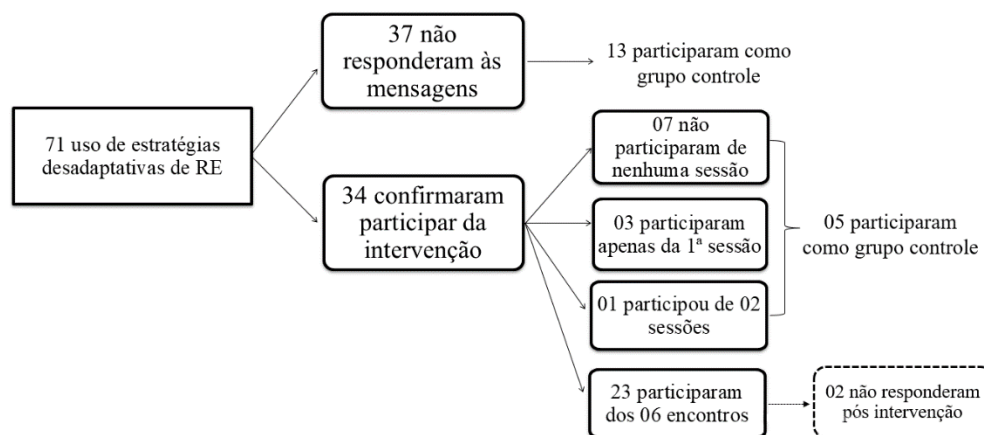 71 uso de estratégias
desadaptativas de RE
37 não
responderam às
mensagens
13 participaram como
grupo controle
34 confirmaram
participar da
intervenção
07 não
participaram de
nenhuma sessão
03 participaram
apenas da 1ª sessão
01 participou de 02
sessões
05 participaram
como grupo controle
23 participaram
dos 06 encontros
02 não responderam
pós intervenção